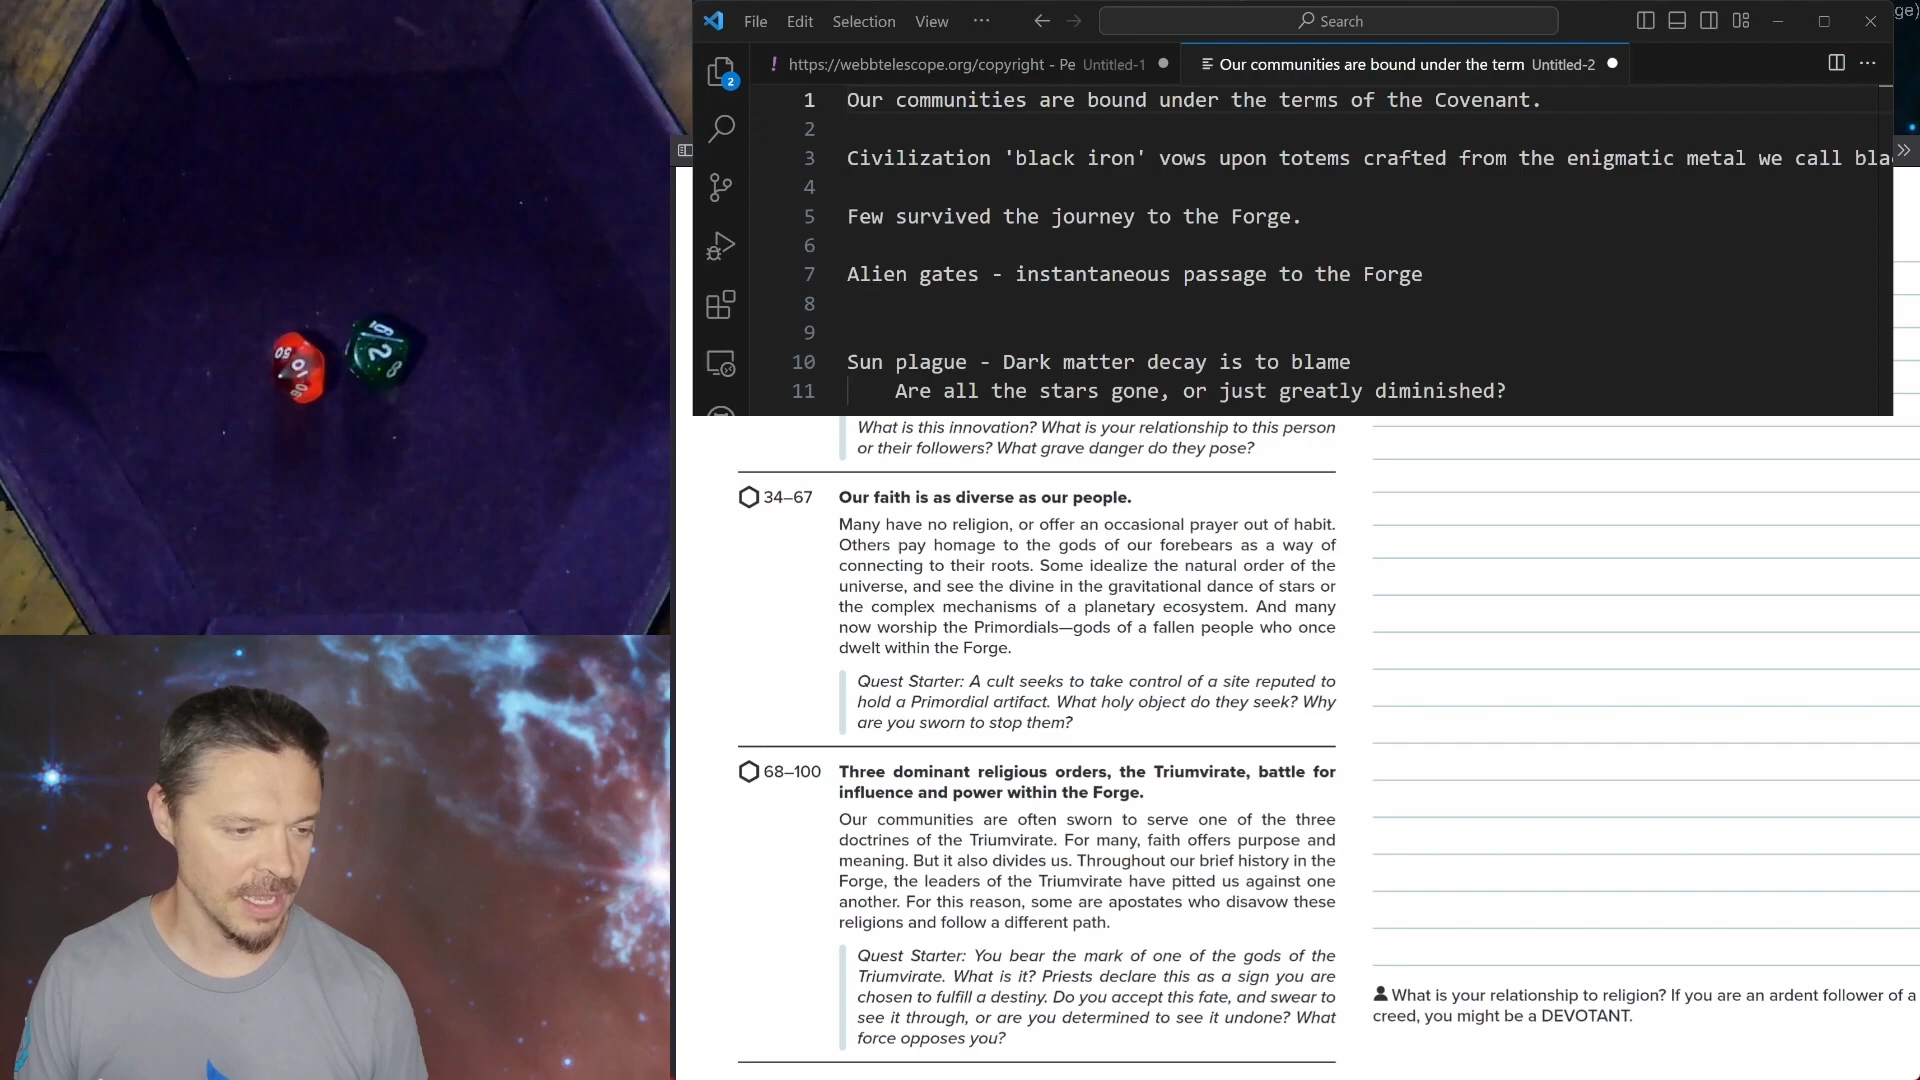 File Edit Selection View ··· Search
https://webbtelescope.org/copyright - Pe Untitled-1
Our communities are bound under the term Untitled-2
2
1 Our communities are bound under the terms of the Covenant.
2
3 Civilization 'black iron' vows upon totems crafted from the enigmatic metal we call bla
4
5 Few survived the journey to the Forge.
6
7 Alien gates - instantaneous passage to the Forge
8
9
10 Sun plague - Dark matter decay is to blame
11 Are all the stars gone, or just greatly diminished?
What is this innovation? What is your relationship to this person
or their followers? What grave danger do they pose?
34–67 Our faith is as diverse as our people.
Many have no religion, or offer an occasional prayer out of habit.
Others pay homage to the gods of our forebears as a way of
connecting to their roots. Some idealize the natural order of the
universe, and see the divine in the gravitational dance of stars or
the complex mechanisms of a planetary ecosystem. And many
now worship the Primordials—gods of a fallen people who once
dwelt within the Forge.
Quest Starter: A cult seeks to take control of a site reputed to
hold a Primordial artifact. What holy object do they seek? Why
are you sworn to stop them?
68–100 Three dominant religious orders, the Triumvirate, battle for
influence and power within the Forge.
Our communities are often sworn to serve one of the three
doctrines of the Triumvirate. For many, faith offers purpose and
meaning. But it also divides us. Throughout our brief history in the
Forge, the leaders of the Triumvirate have pitted us against one
another. For this reason, some are apostates who disavow these
religions and follow a different path.
Quest Starter: You bear the mark of one of the gods of the
Triumvirate. What is it? Priests declare this as a sign you are
chosen to fulfill a destiny. Do you accept this fate, and swear to
see it through, or are you determined to see it undone? What
force opposes you?
What is your relationship to religion? If you are an ardent follower of a
creed, you might be a DEVOTANT.
50
10
2
8
ge)